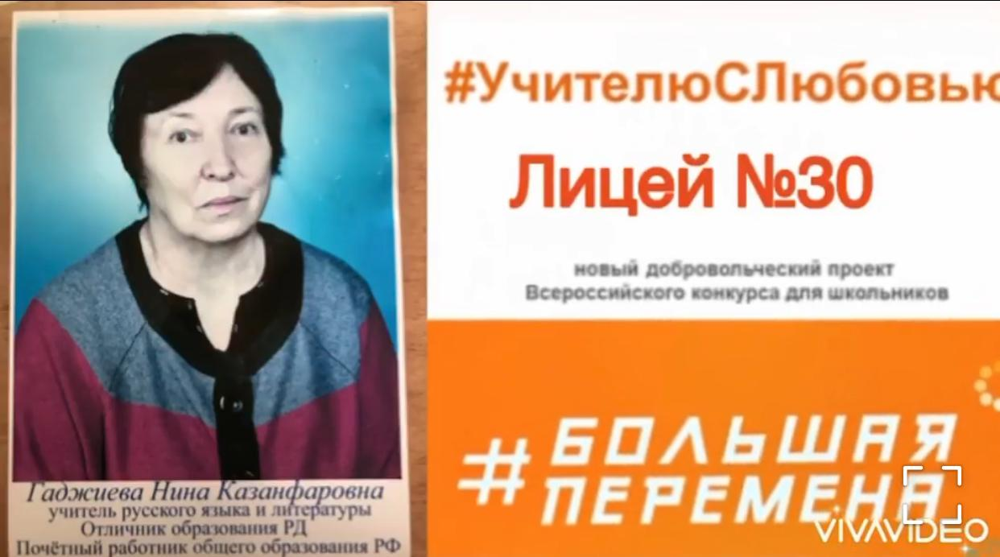 Гаджиева Нина Казанфаровна
учитель русского языка и литературы
Отличник образования РД
Почётный работник общего образования РФ
#УчителюСЛюбовью
Лицей №30
новый добровольческий проект
Всероссийского конкурса для школьников
#БОЛЬШАЯ
ПЕРЕМЕНА
VIVAVIDEO